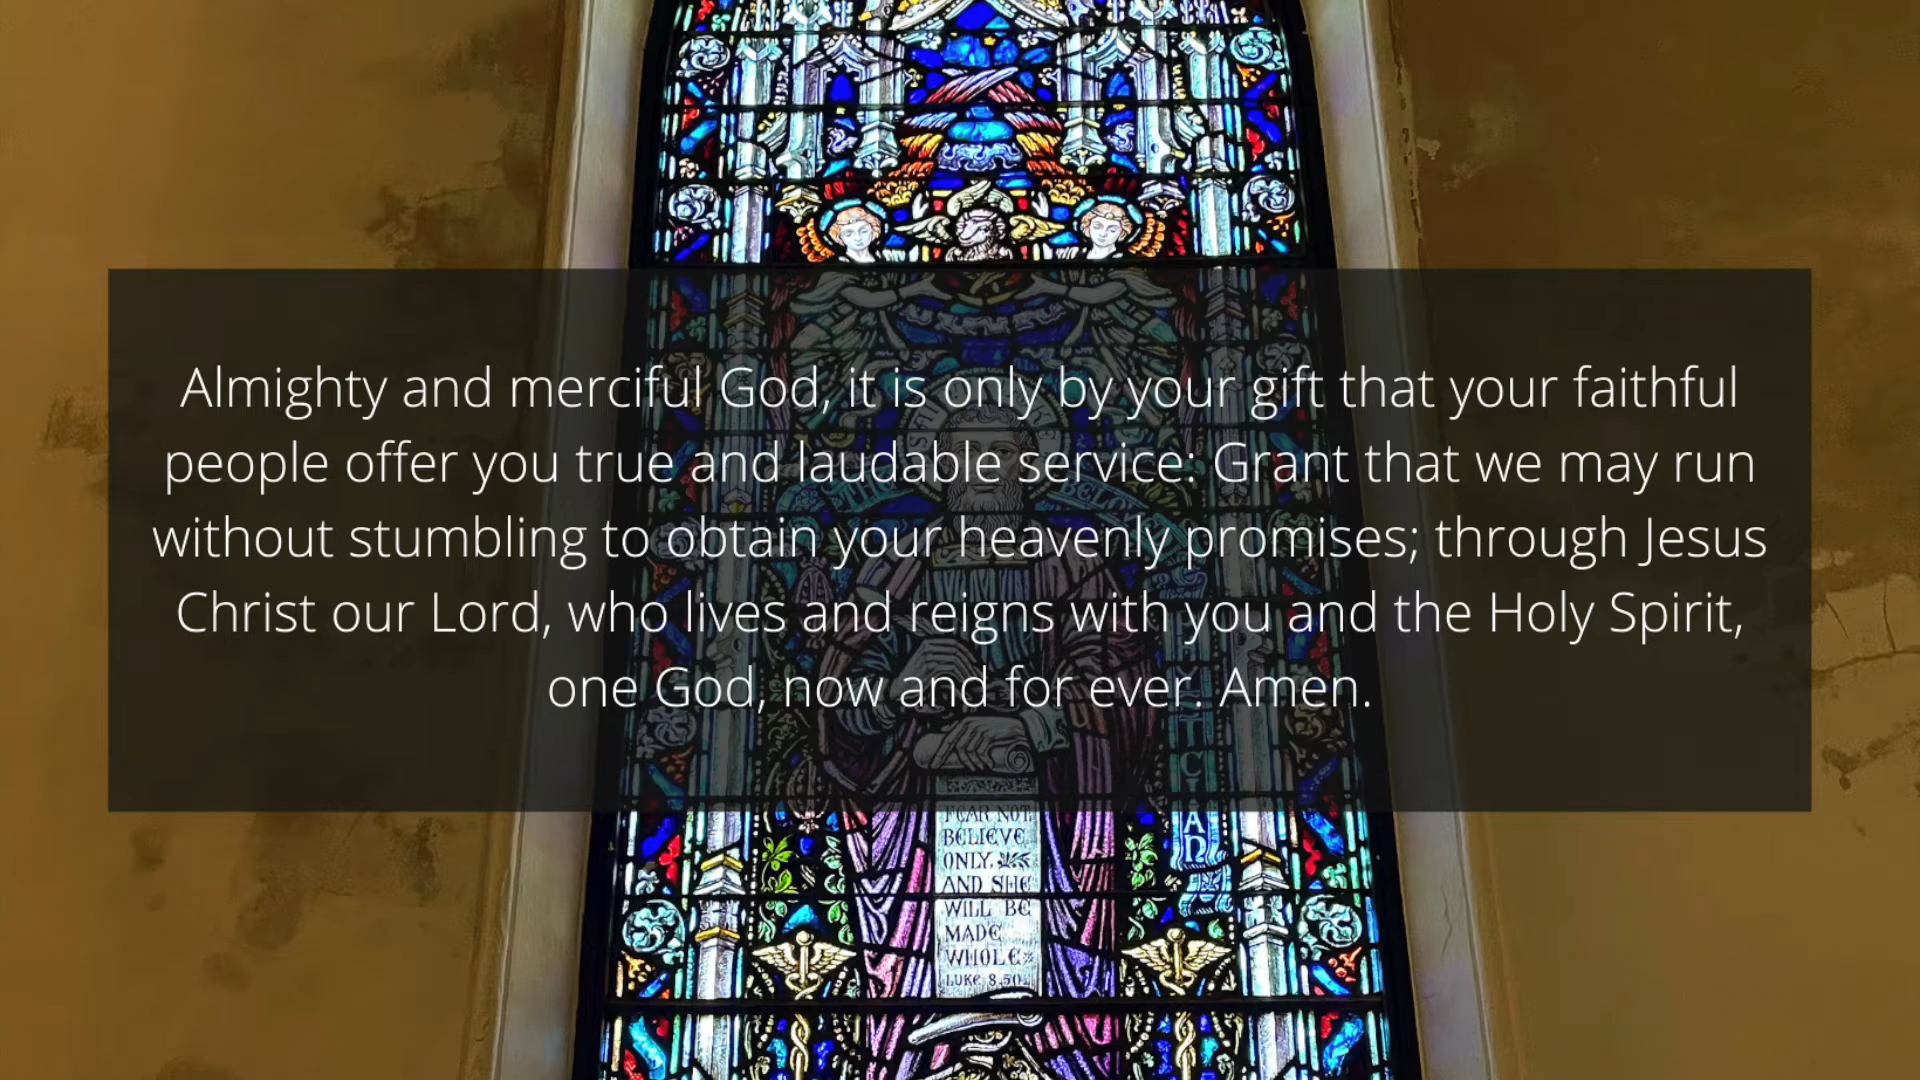 Almighty and merciful God, it is only by your gift that your faithful
people offer you true and laudable service: Grant that we may run
without stumbling to obtain your heavenly promises; through Jesus
Christ our Lord, who lives and reigns with you and the Holy Spirit,
one God, now and for ever. Amen.
FEAR NOT
BELIEVE
ONLY.
AND SHE
WILL BE
MADE
WHOLE
LUKE 8.50.